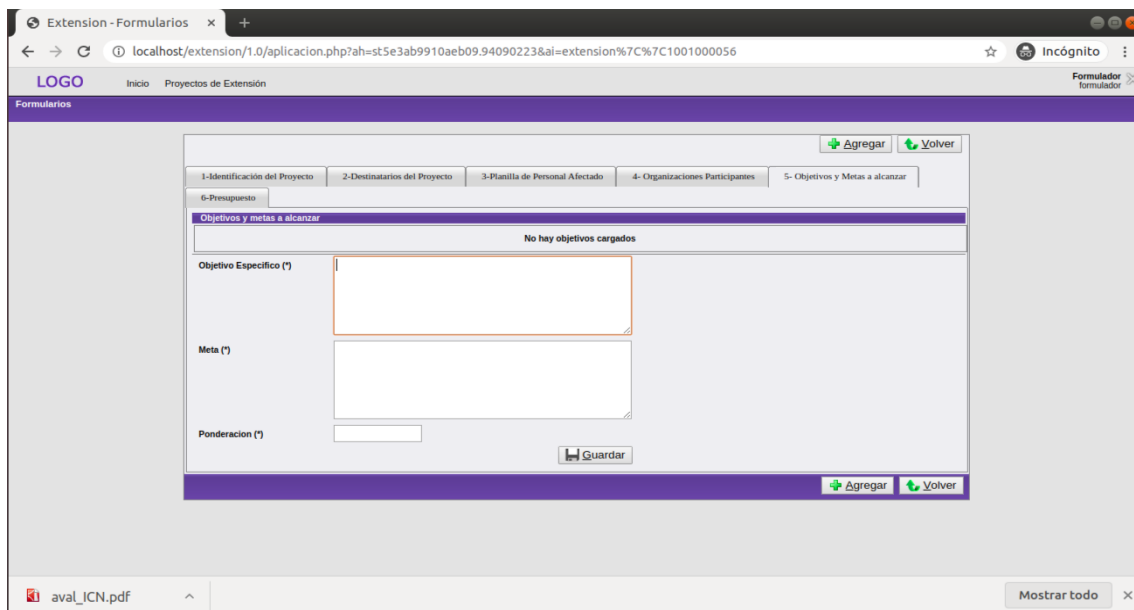 Extension - Formularios
localhost/extension/1.0/aplicacion.php?ah=st5e3ab9910aeb09.94090223&ai=extension%7C%7C1001000056
Incógnito
LOGO Inicio Proyectos de Extensión
Formulador
formulador
Formularios
Agregar Volver
1-Identificación del Proyecto 2-Destinatarios del Proyecto 3-Planilla de Personal Afectado 4- Organizaciones Participantes 5- Objetivos y Metas a alcanzar
6-Presupuesto
Objetivos y metas a alcanzar
No hay objetivos cargados
Objetivo Especifico (*)
Meta (*)
Ponderacion (*)
Guardar
Agregar Volver
aval_ICN.pdf
Mostrar todo